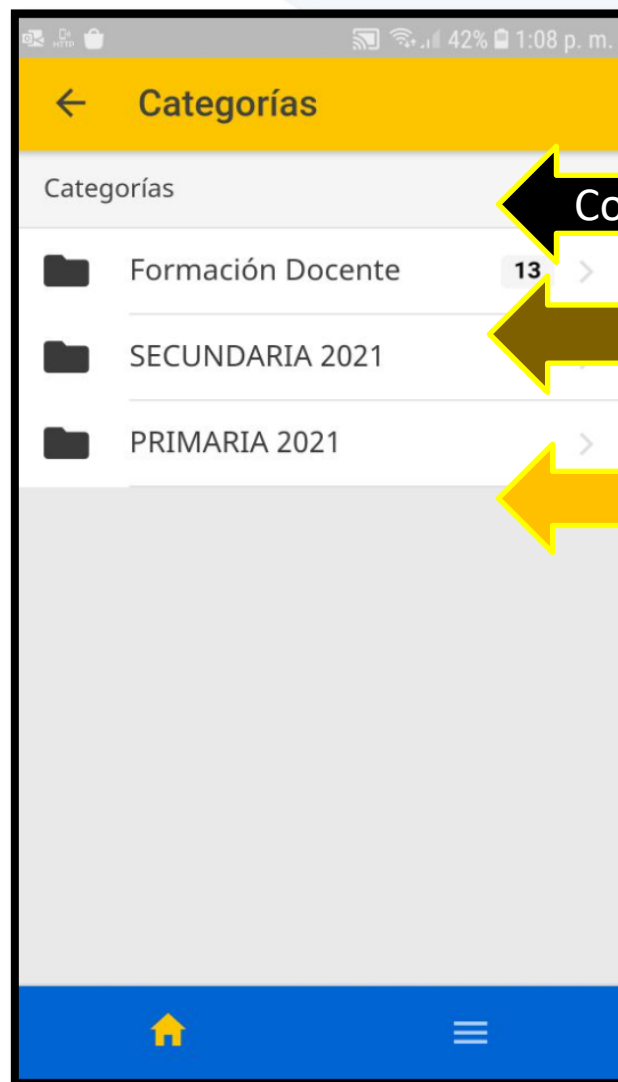 42% 1:08 p. m.
Categorías
Categorías
Co
Formación Docente 13
SECUNDARIA 2021
PRIMARIA 2021